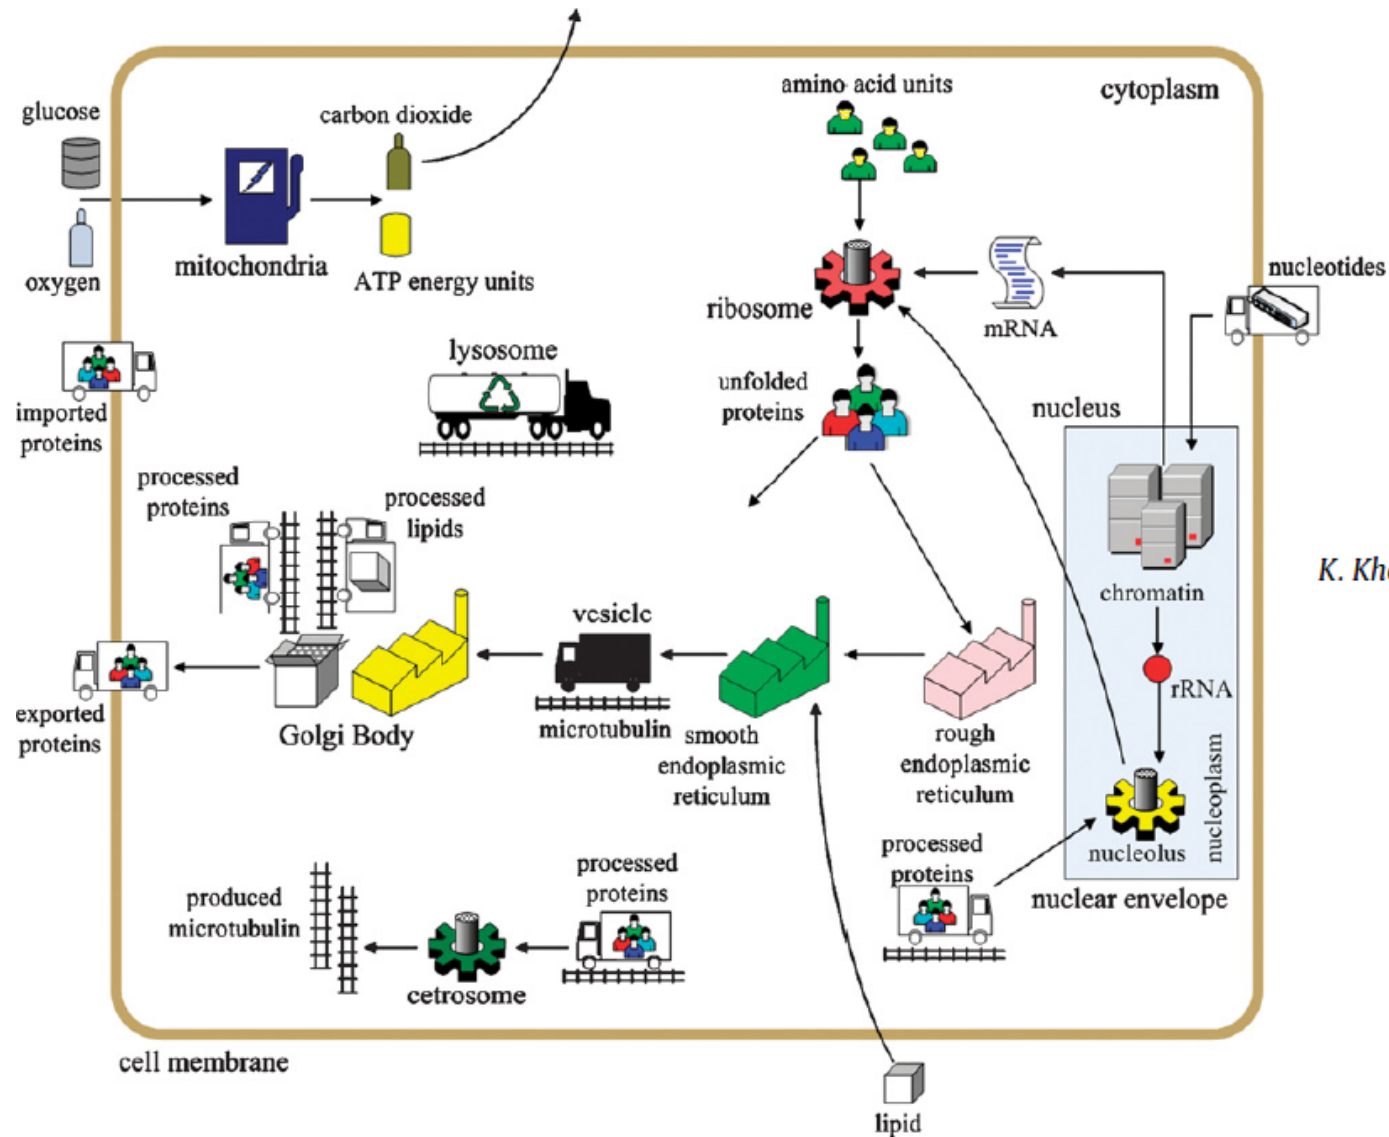 cytoplasm
amino acid units
glucose
carbon dioxide
nucleotides
mitochondria
oxygen
ATP energy units
ribosome
mRNA
lysosome
imported
proteins
unfolded
proteins
nucleus
processed
proteins
processed
lipids
chromatin
K. Kh
vcsiclc
rRNA
exported
proteins
Golgi Body
microtubulin
smooth
endoplasmic
reticulum
rough
endoplasmic
reticulum
nucleoplasm
nucleolus
processed
proteins
nuclear envelope
produced
microtubulin
processed
proteins
cetrosome
cell membrane
lipid